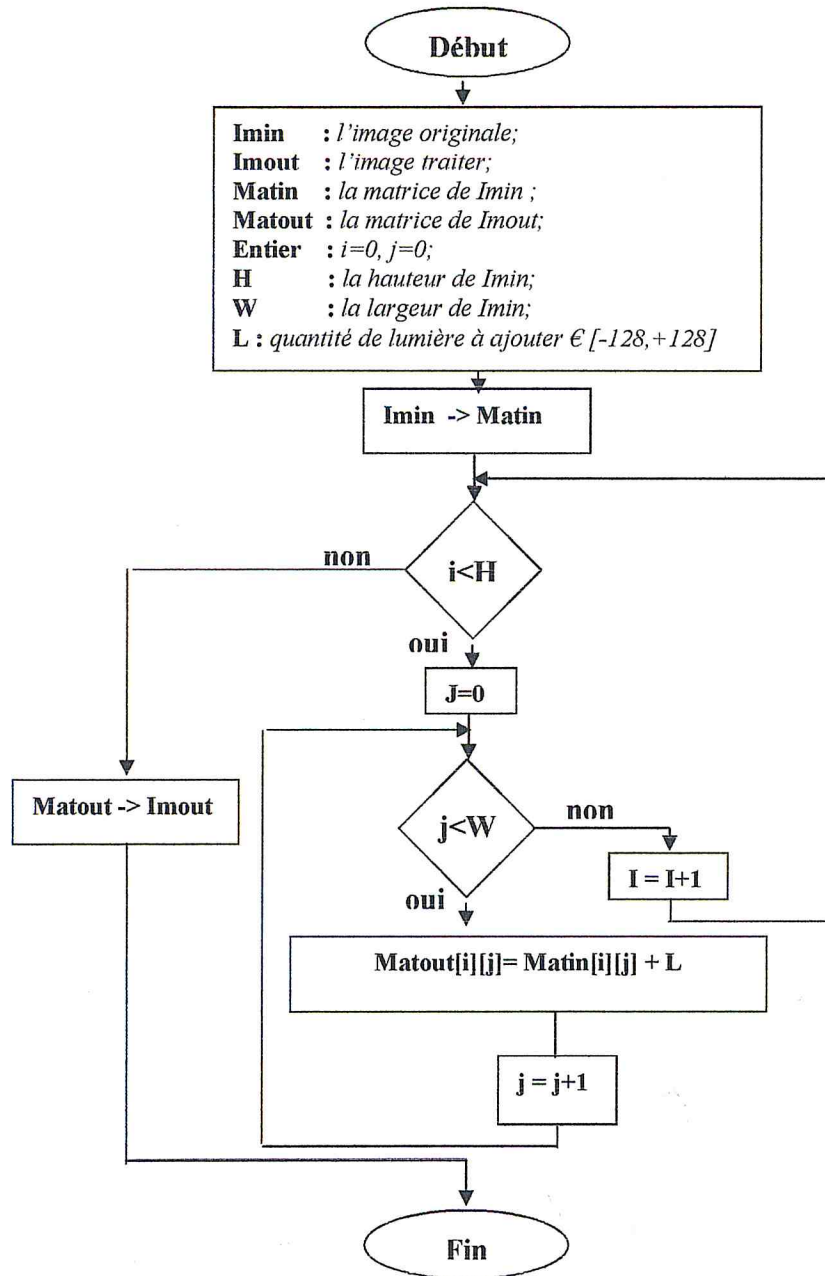 Début
Imin : l'image originale;
Imout : l'image traiter;
Matin : la matrice de Imin ;
Matout : la matrice de Imout;
Entier : i=0, j=0;
H : la hauteur de Imin;
W : la largeur de Imin;
L : quantité de lumière à ajouter € [-128,+128]
Imin -> Matin
non
i<H
oui
J=0
Matout -> Imout
j<W
non
I = I+1
oui
Matout[i][j]= Matin[i][j] + L
j = j+1
Fin